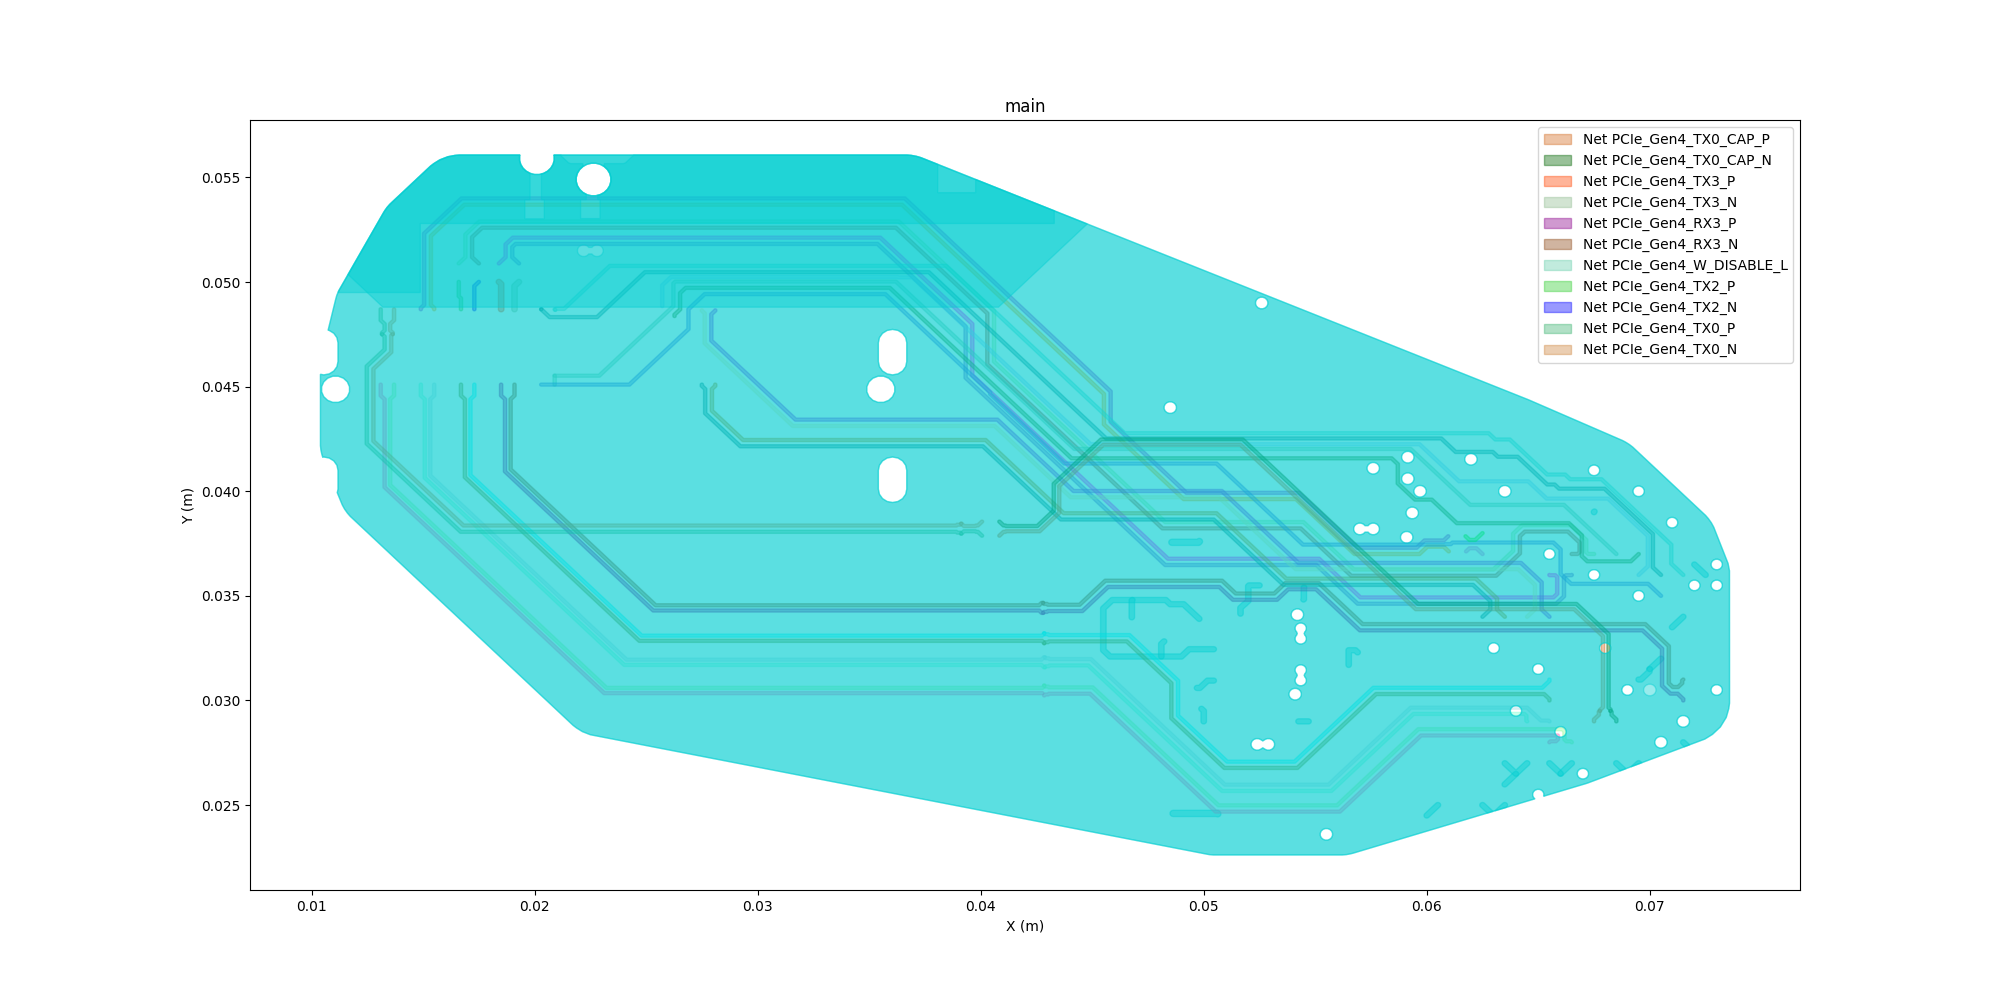 main
Net PCIe_Gen4_TX0_CAP_P
Net PCIe_Gen4_TX0_CAP_N
Net PCIe_Gen4_TX3_P
Net PCIe_Gen4_TX3_N
Net PCIe_Gen4_RX3_P
Net PCIe_Gen4_RX3_N
Net PCIe_Gen4_W_DISABLE_L
Net PCIe_Gen4_TX2_P
Net PCIe_Gen4_TX2_N
Net PCIe_Gen4_TX0_P
Net PCIe_Gen4_TX0_N
0.055
0.050
0.045
0.040
0.035
0.030
0.025
Y (m)
0.01 0.02 0.03 0.04 0.05 0.06 0.07
X (m)